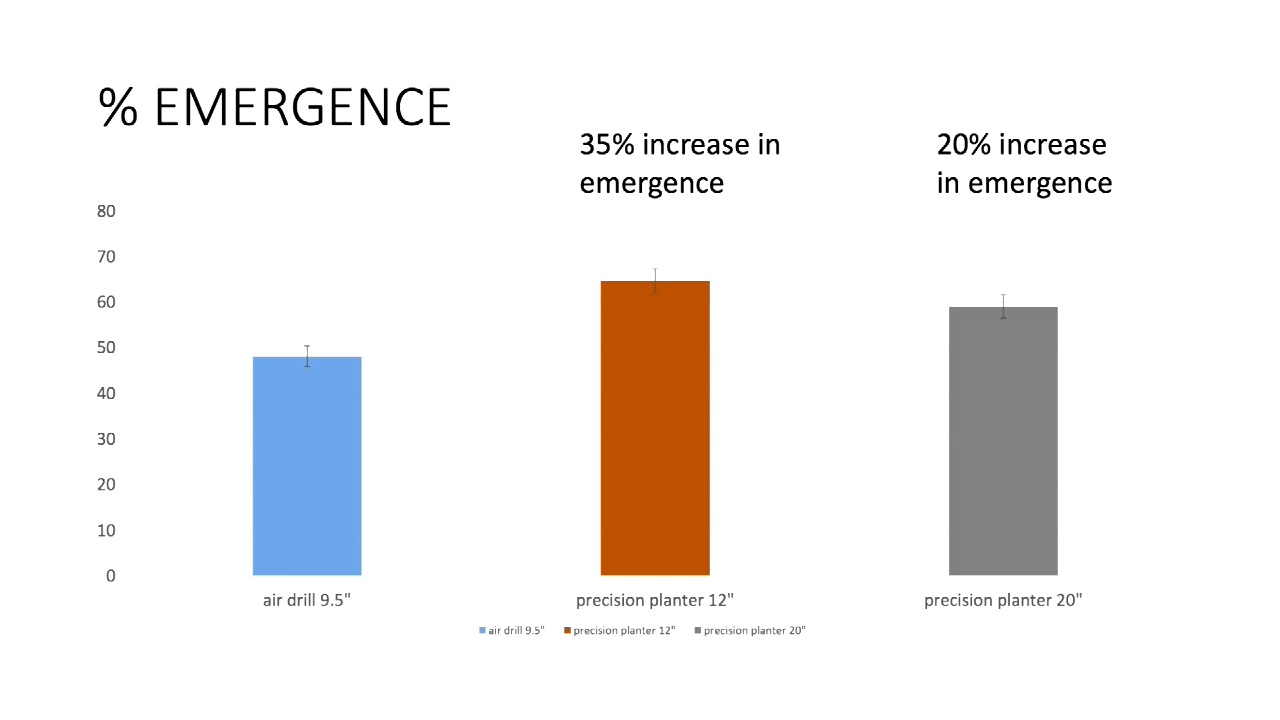 % EMERGENCE
35% increase in
emergence
20% increase
in emergence
80
70
60
50
40
30
20
10
0
air drill 9.5"
precision planter 12"
precision planter 20"
air drill 9.5" precision planter 12" precision planter 20"